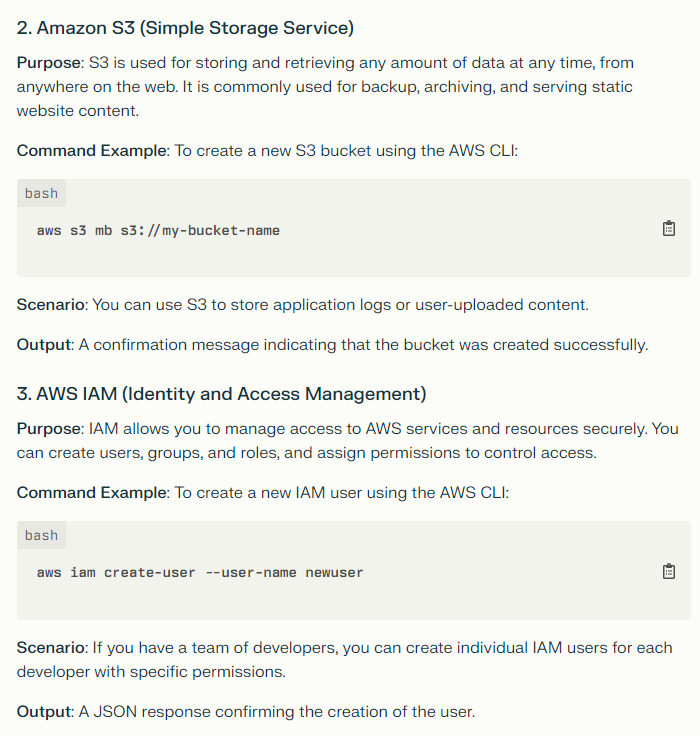 2. Amazon S3 (Simple Storage Service)
Purpose: S3 is used for storing and retrieving any amount of data at any time, from
anywhere on the web. It is commonly used for backup, archiving, and serving static
website content.
Command Example: To create a new S3 bucket using the AWS CLI:
bash
aws s3 mb s3://my-bucket-name
Scenario: You can use S3 to store application logs or user-uploaded content.
Output: A confirmation message indicating that the bucket was created successfully.
3. AWS IAM (Identity and Access Management)
Purpose: IAM allows you to manage access to AWS services and resources securely. You
can create users, groups, and roles, and assign permissions to control access.
Command Example: To create a new IAM user using the AWS CLI:
bash
aws iam create-user --user-name newuser
Scenario: If you have a team of developers, you can create individual IAM users for each
developer with specific permissions.
Output: A JSON response confirming the creation of the user.